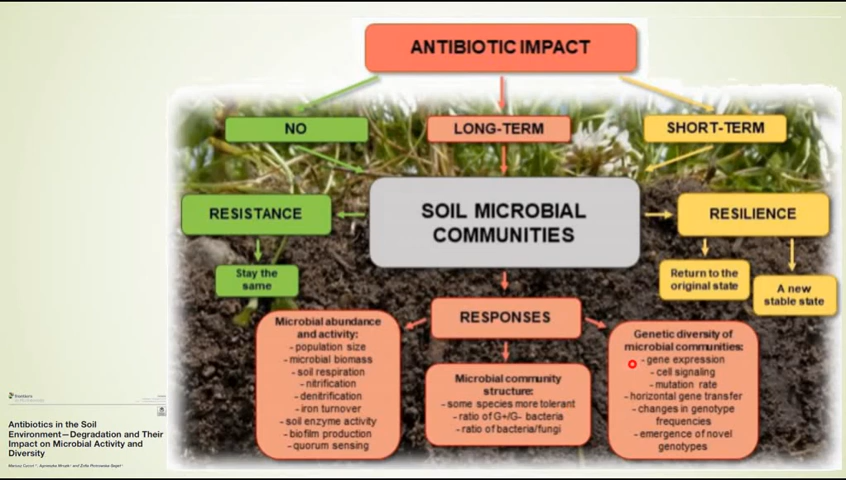 ANTIBIOTIC IMPACT
NO
LONG-TERM
SHORT-TERM
RESISTANCE
SOIL MICROBIAL
COMMUNITIES
RESILIENCE
Stay the
same
Return to the
original state
A new
stable state
RESPONSES
Microbial abundance
and activity:
- population size
- microbial biomass
- soil respiration
- nitrification
- denitrification
- iron turnover
- soil enzyme activity
- biofilm production
- quorum sensing
Microbial community
structure:
- some species more tolerant
- ratio of G+/G- bacteria
- ratio of bacteria/fungi
Genetic diversity of
microbial communities:
- gene expression
- cell signaling
- mutation rate
- horizontal gene transfer
- changes in genotype
frequencies
- emergence of novel
genotypes
Antibiotics in the Soil
Environment—Degradation and Their
Impact on Microbial Activity and
Diversity